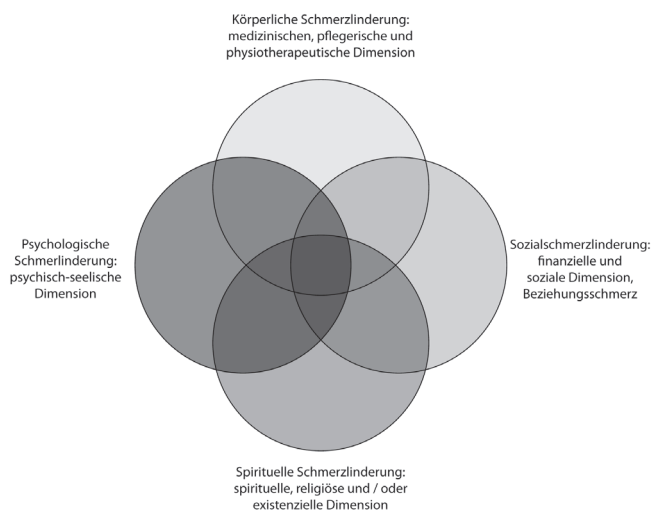 Körperliche Schmerzlinderung:
medizinischen, pflegerische und
physiotherapeutische Dimension
Psychologische
Schmerlinderung:
psychisch-seelische
Dimension
Sozialschmerzlinderung:
finanzielle und
soziale Dimension,
Beziehungsschmerz
Spirituelle Schmerzlinderung:
spirituelle, religiöse und / oder
existenzielle Dimension